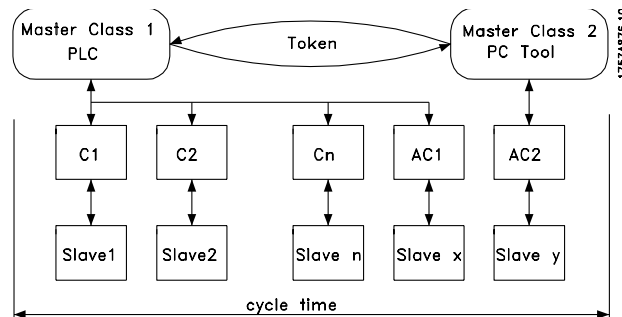 Master Class 1
PLC
Token
Master Class 2
PC Tool
C1
C2
Cn
AC1
AC2
Slave1
Slave2
Slave n
Slave x
Slave y
cycle time